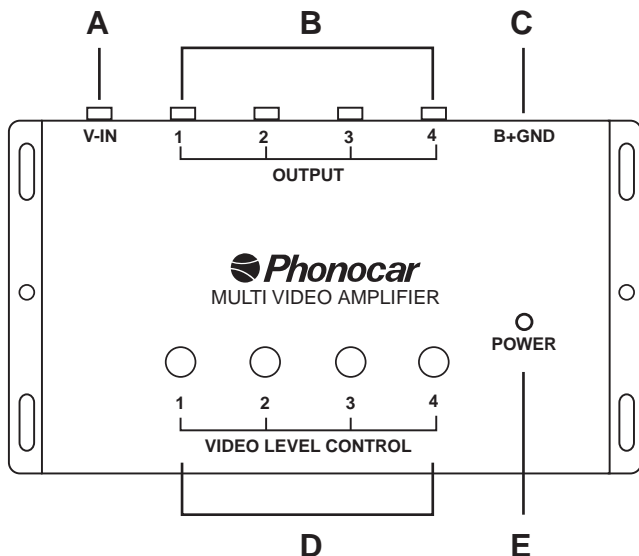 A B C
V-IN 1 2 3 4 B+GND
OUTPUT
Phonocar
MULTI VIDEO AMPLIFIER
POWER
1 2 3 4
VIDEO LEVEL CONTROL
D E